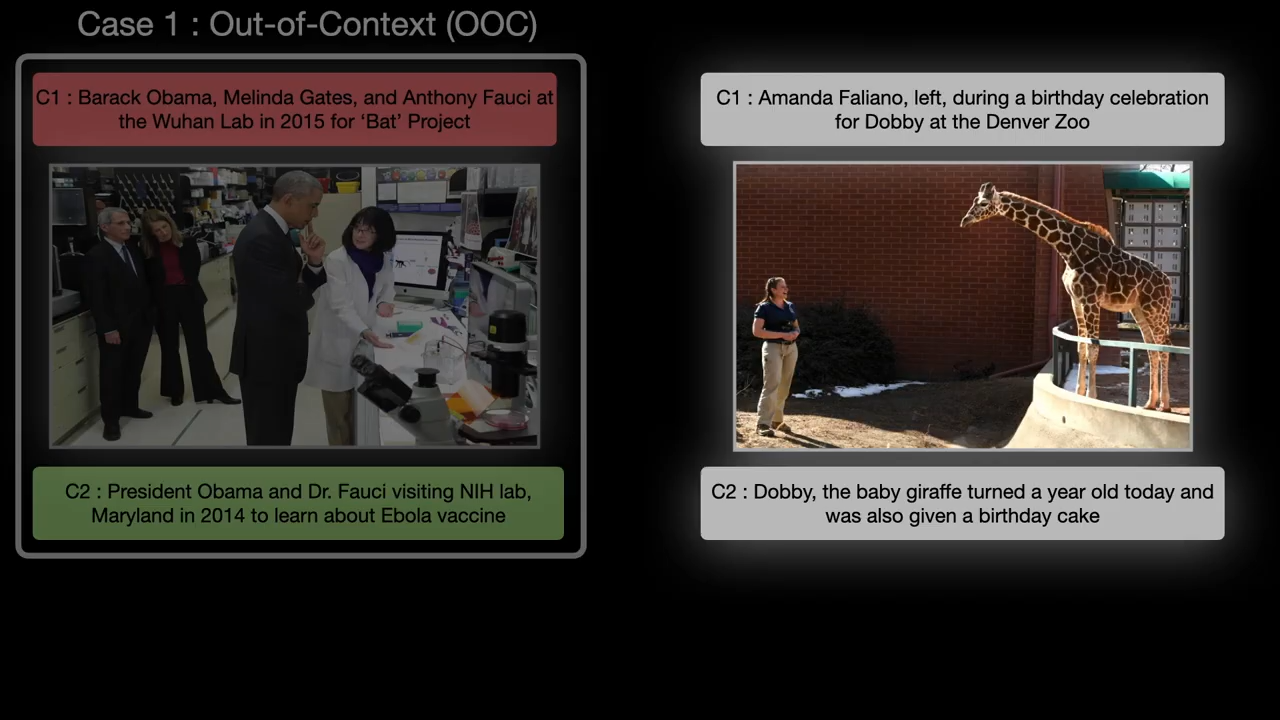 Case 1 : Out-of-Context (OOC)
C1 : Barack Obama, Melinda Gates, and Anthony Fauci at
the Wuhan Lab in 2015 for ‘Bat’ Project
C2 : President Obama and Dr. Fauci visiting NIH lab,
Maryland in 2014 to learn about Ebola vaccine
C1 : Amanda Faliano, left, during a birthday celebration
for Dobby at the Denver Zoo
C2 : Dobby, the baby giraffe turned a year old today and
was also given a birthday cake